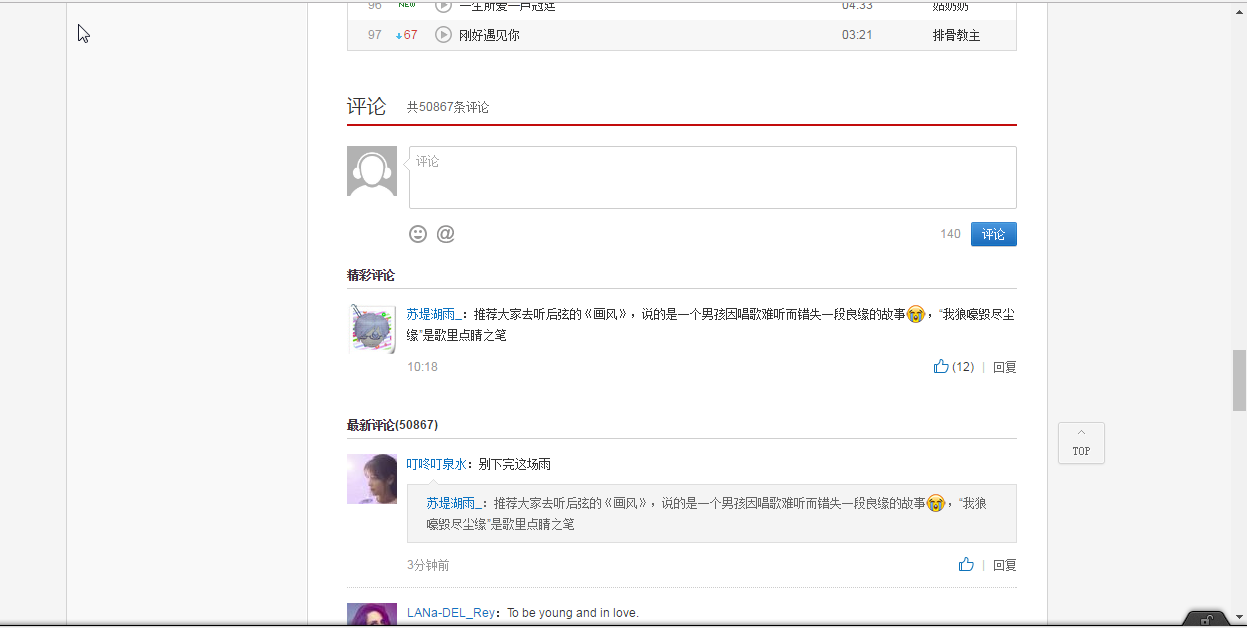 96 NEW 一生所爱－卢冠廷 04:33 姑奶奶
97 67 刚好遇见你 03:21 排骨教主
评论 共50867条评论
评论
@ 140 评论
精彩评论
苏堤湖雨_：推荐大家去听后弦的《画风》，说的是一个男孩因唱歌难听而错失一段良缘的故事😭，“我狼嚎毁尽尘
缘”是歌里点睛之笔
10:18 (12) | 回复
最新评论(50867)
TOP
叮咚叮泉水：别下完这场雨
苏堤湖雨_：推荐大家去听后弦的《画风》，说的是一个男孩因唱歌难听而错失一段良缘的故事😭，“我狼
嚎毁尽尘缘”是歌里点睛之笔
3分钟前 | 回复
LANa-DEL_Rey：To be young and in love.